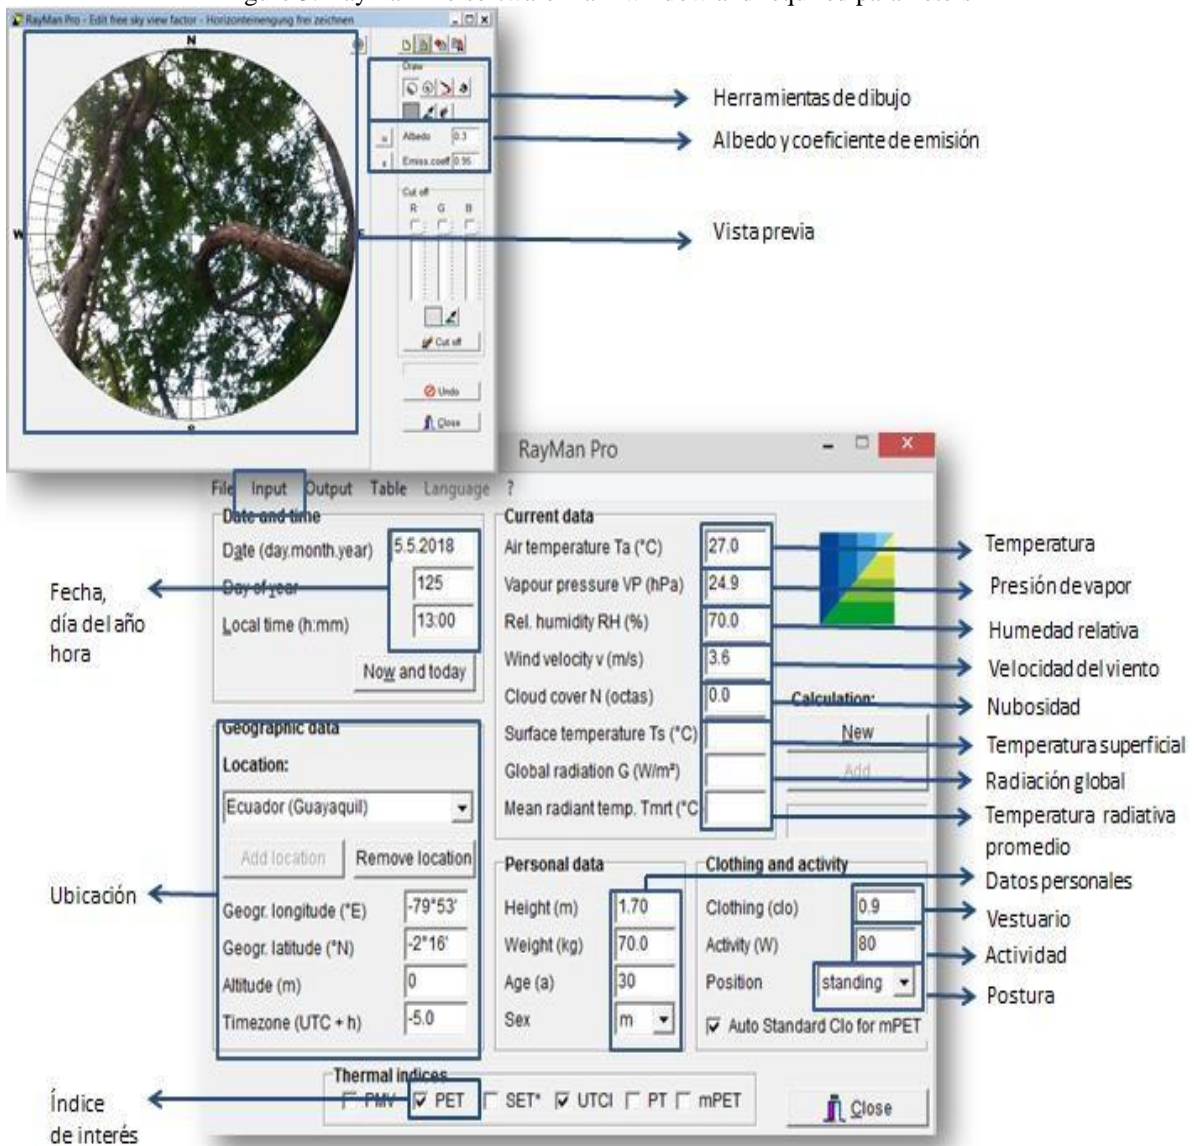 RayMan Pro - Edit free sky view factor - Horizonteinengung frei zeichnen
N
W
Draw
Albedo 0.3
Emiss.coeff 0.95
Cut off
R G B
Cut off
Undo
Close
Herramientas de dibujo
Albedo y coeficiente de emisión
Vista previa
RayMan Pro
File Input Output Table Language ?
Date and time
Date (day.month.year) 5.5.2018
Day of year 125
Local time (h:mm) 13:00
Now and today
Fecha,
día del año
hora
Geographic data
Location:
Ecuador (Guayaquil)
Add location Remove location
Geogr. longitude (°E) -79°53'
Geogr. latitude (°N) -2°16'
Altitude (m) 0
Timezone (UTC + h) -5.0
Ubicación
Current data
Air temperature Ta (°C) 27.0
Vapour pressure VP (hPa) 24.9
Rel. humidity RH (%) 70.0
Wind velocity v (m/s) 3.6
Cloud cover N (octas) 0.0
Surface temperature Ts (°C)
Global radiation G (W/m²)
Mean radiant temp. Tmrt (°C
Calculation:
New
Add
Temperatura
Presión de vapor
Humedad relativa
Velocidad del viento
Nubosidad
Temperatura superficial
Radiación global
Temperatura radiativa
promedio
Datos personales
Vestuario
Actividad
Postura
Personal data
Height (m) 1.70
Weight (kg) 70.0
Age (a) 30
Sex m
Clothing and activity
Clothing (clo) 0.9
Activity (W) 80
Position standing
Auto Standard Clo for mPET
Thermal indices
PMV PET SET* UTCI PT mPET
Close
Índice
de interés